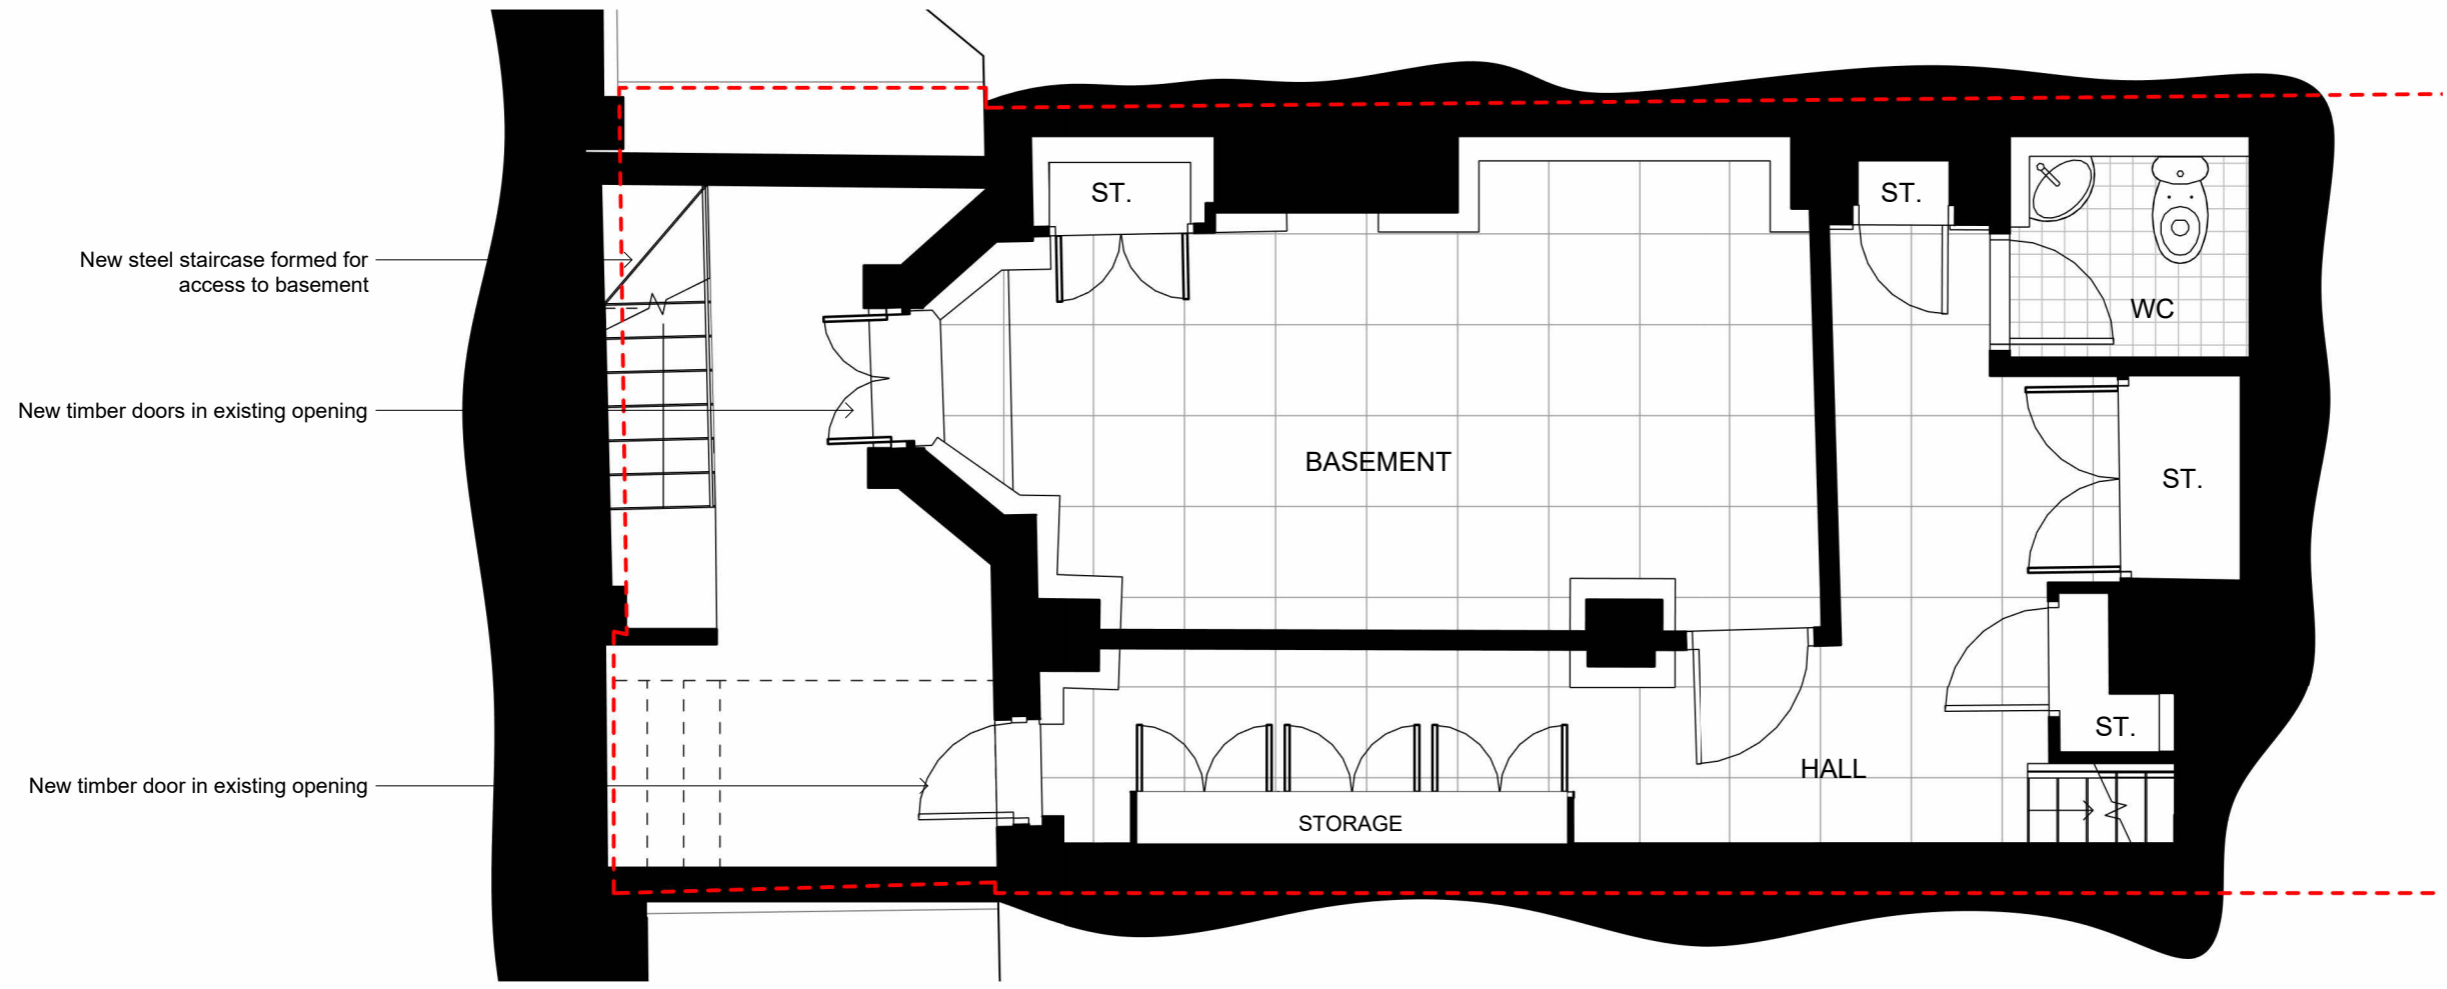 ST.
ST.
New steel staircase formed for
access to basement
WC
New timber doors in existing opening
BASEMENT
ST.
ST.
HALL
New timber door in existing opening
STORAGE